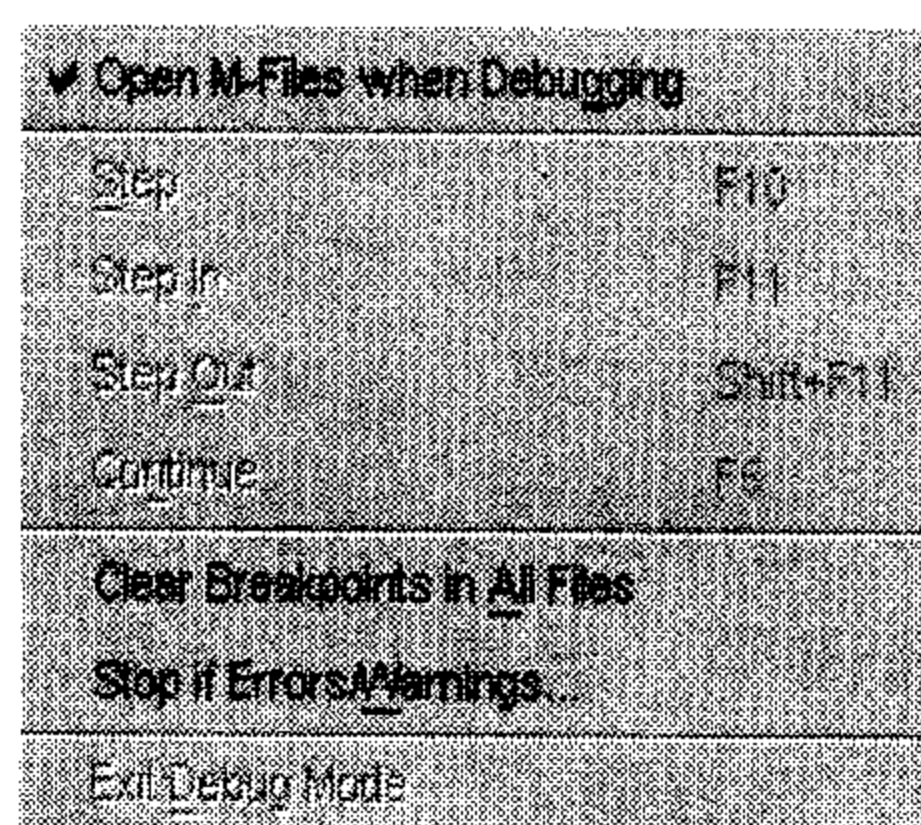 ✓ Open M-Files when Debugging
Step F10
Step In F11
Step Out Shift+F11
Continue F5
Clear Breakpoints in All Files
Stop if Errors/Warnings...
Exit Debug Mode